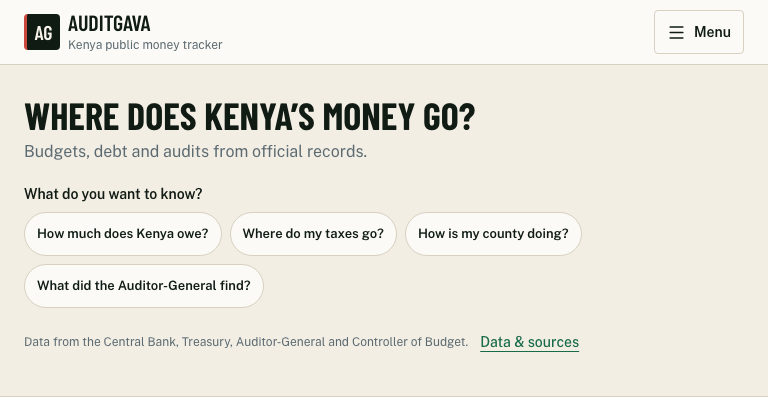 AG
AUDITGAVA
Kenya public money tracker
Menu
WHERE DOES KENYA’S MONEY GO?
Budgets, debt and audits from official records.
What do you want to know?
How much does Kenya owe?
Where do my taxes go?
How is my county doing?
What did the Auditor-General find?
Data from the Central Bank, Treasury, Auditor-General and Controller of Budget.
Data & sources